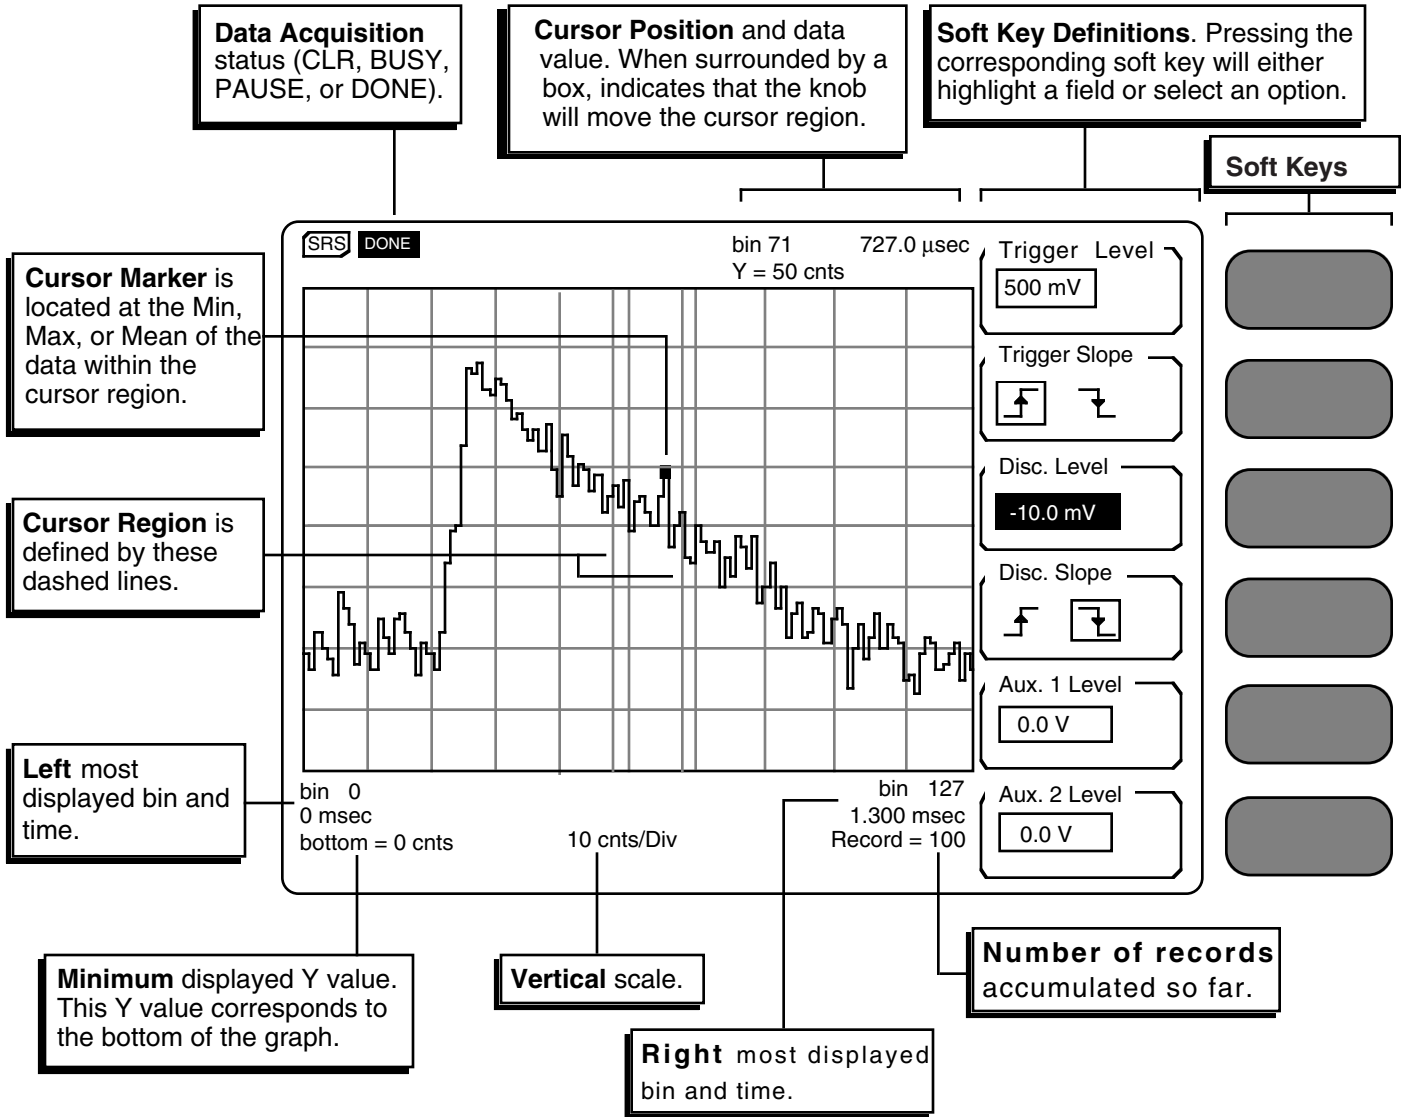 Data Acquisition
status (CLR, BUSY,
PAUSE, or DONE).
Cursor Position and data
value. When surrounded by a
box, indicates that the knob
will move the cursor region.
Soft Key Definitions. Pressing the
corresponding soft key will either
highlight a field or select an option.
Soft Keys
Cursor Marker is
located at the Min,
Max, or Mean of the
data within the
cursor region.
Cursor Region is
defined by these
dashed lines.
Left most
displayed bin and
time.
SRS DONE
bin 71 727.0 μsec
Y = 50 cnts
Trigger Level
500 mV
Trigger Slope
Disc. Level
-10.0 mV
Disc. Slope
Aux. 1 Level
0.0 V
Aux. 2 Level
0.0 V
bin 0
0 msec
bottom = 0 cnts
10 cnts/Div
bin 127
1.300 msec
Record = 100
Minimum displayed Y value.
This Y value corresponds to
the bottom of the graph.
Vertical scale.
Right most displayed
bin and time.
Number of records
accumulated so far.